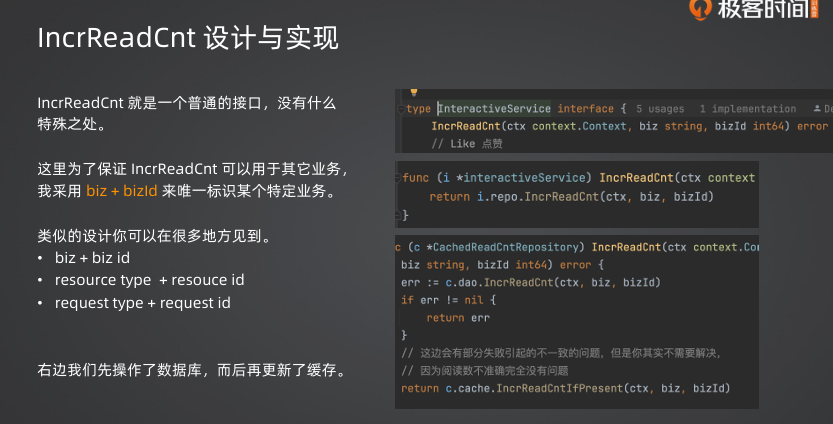 极客时间
IncrReadCnt 设计与实现
IncrReadCnt 就是一个普通的接口，没有什么
特殊之处。
这里为了保证 IncrReadCnt 可以用于其它业务，
我采用 biz + bizId 来唯一标识某个特定业务。
类似的设计你可以在很多地方见到。
• biz + biz id
• resource type + resouce id
• request type + request id
右边我们先操作了数据库，而后再更新了缓存。
type InteractiveService interface { 5 usages 1 implementation De
IncrReadCnt(ctx context.Context, biz string, bizId int64) error
// Like 点赞
func (i *interactiveService) IncrReadCnt(ctx context
return i.repo.IncrReadCnt(ctx, biz, bizId)
}
c (c *CachedReadCntRepository) IncrReadCnt(ctx context.Con
biz string, bizId int64) error {
err := c.dao.IncrReadCnt(ctx, biz, bizId)
if err != nil {
return err
}
// 这边会有部分失败引起的不一致的问题，但是你其实不需要解决，
// 因为阅读数不准确完全没有问题
return c.cache.IncrReadCntIfPresent(ctx, biz, bizId)